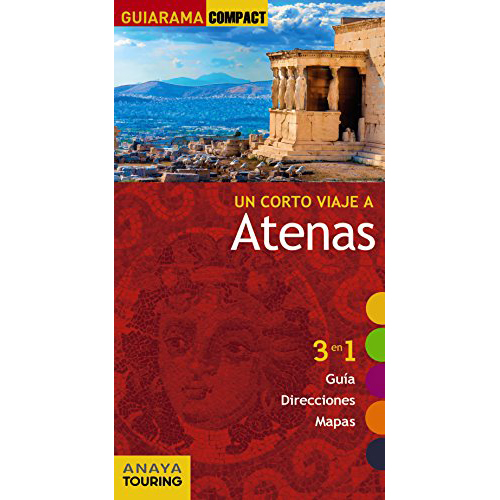 GUIARAMA COMPACT
UN CORTO VIAJE A
Atenas
3 en 1
Guía
Direcciones
Mapas
ANAYA
TOURING